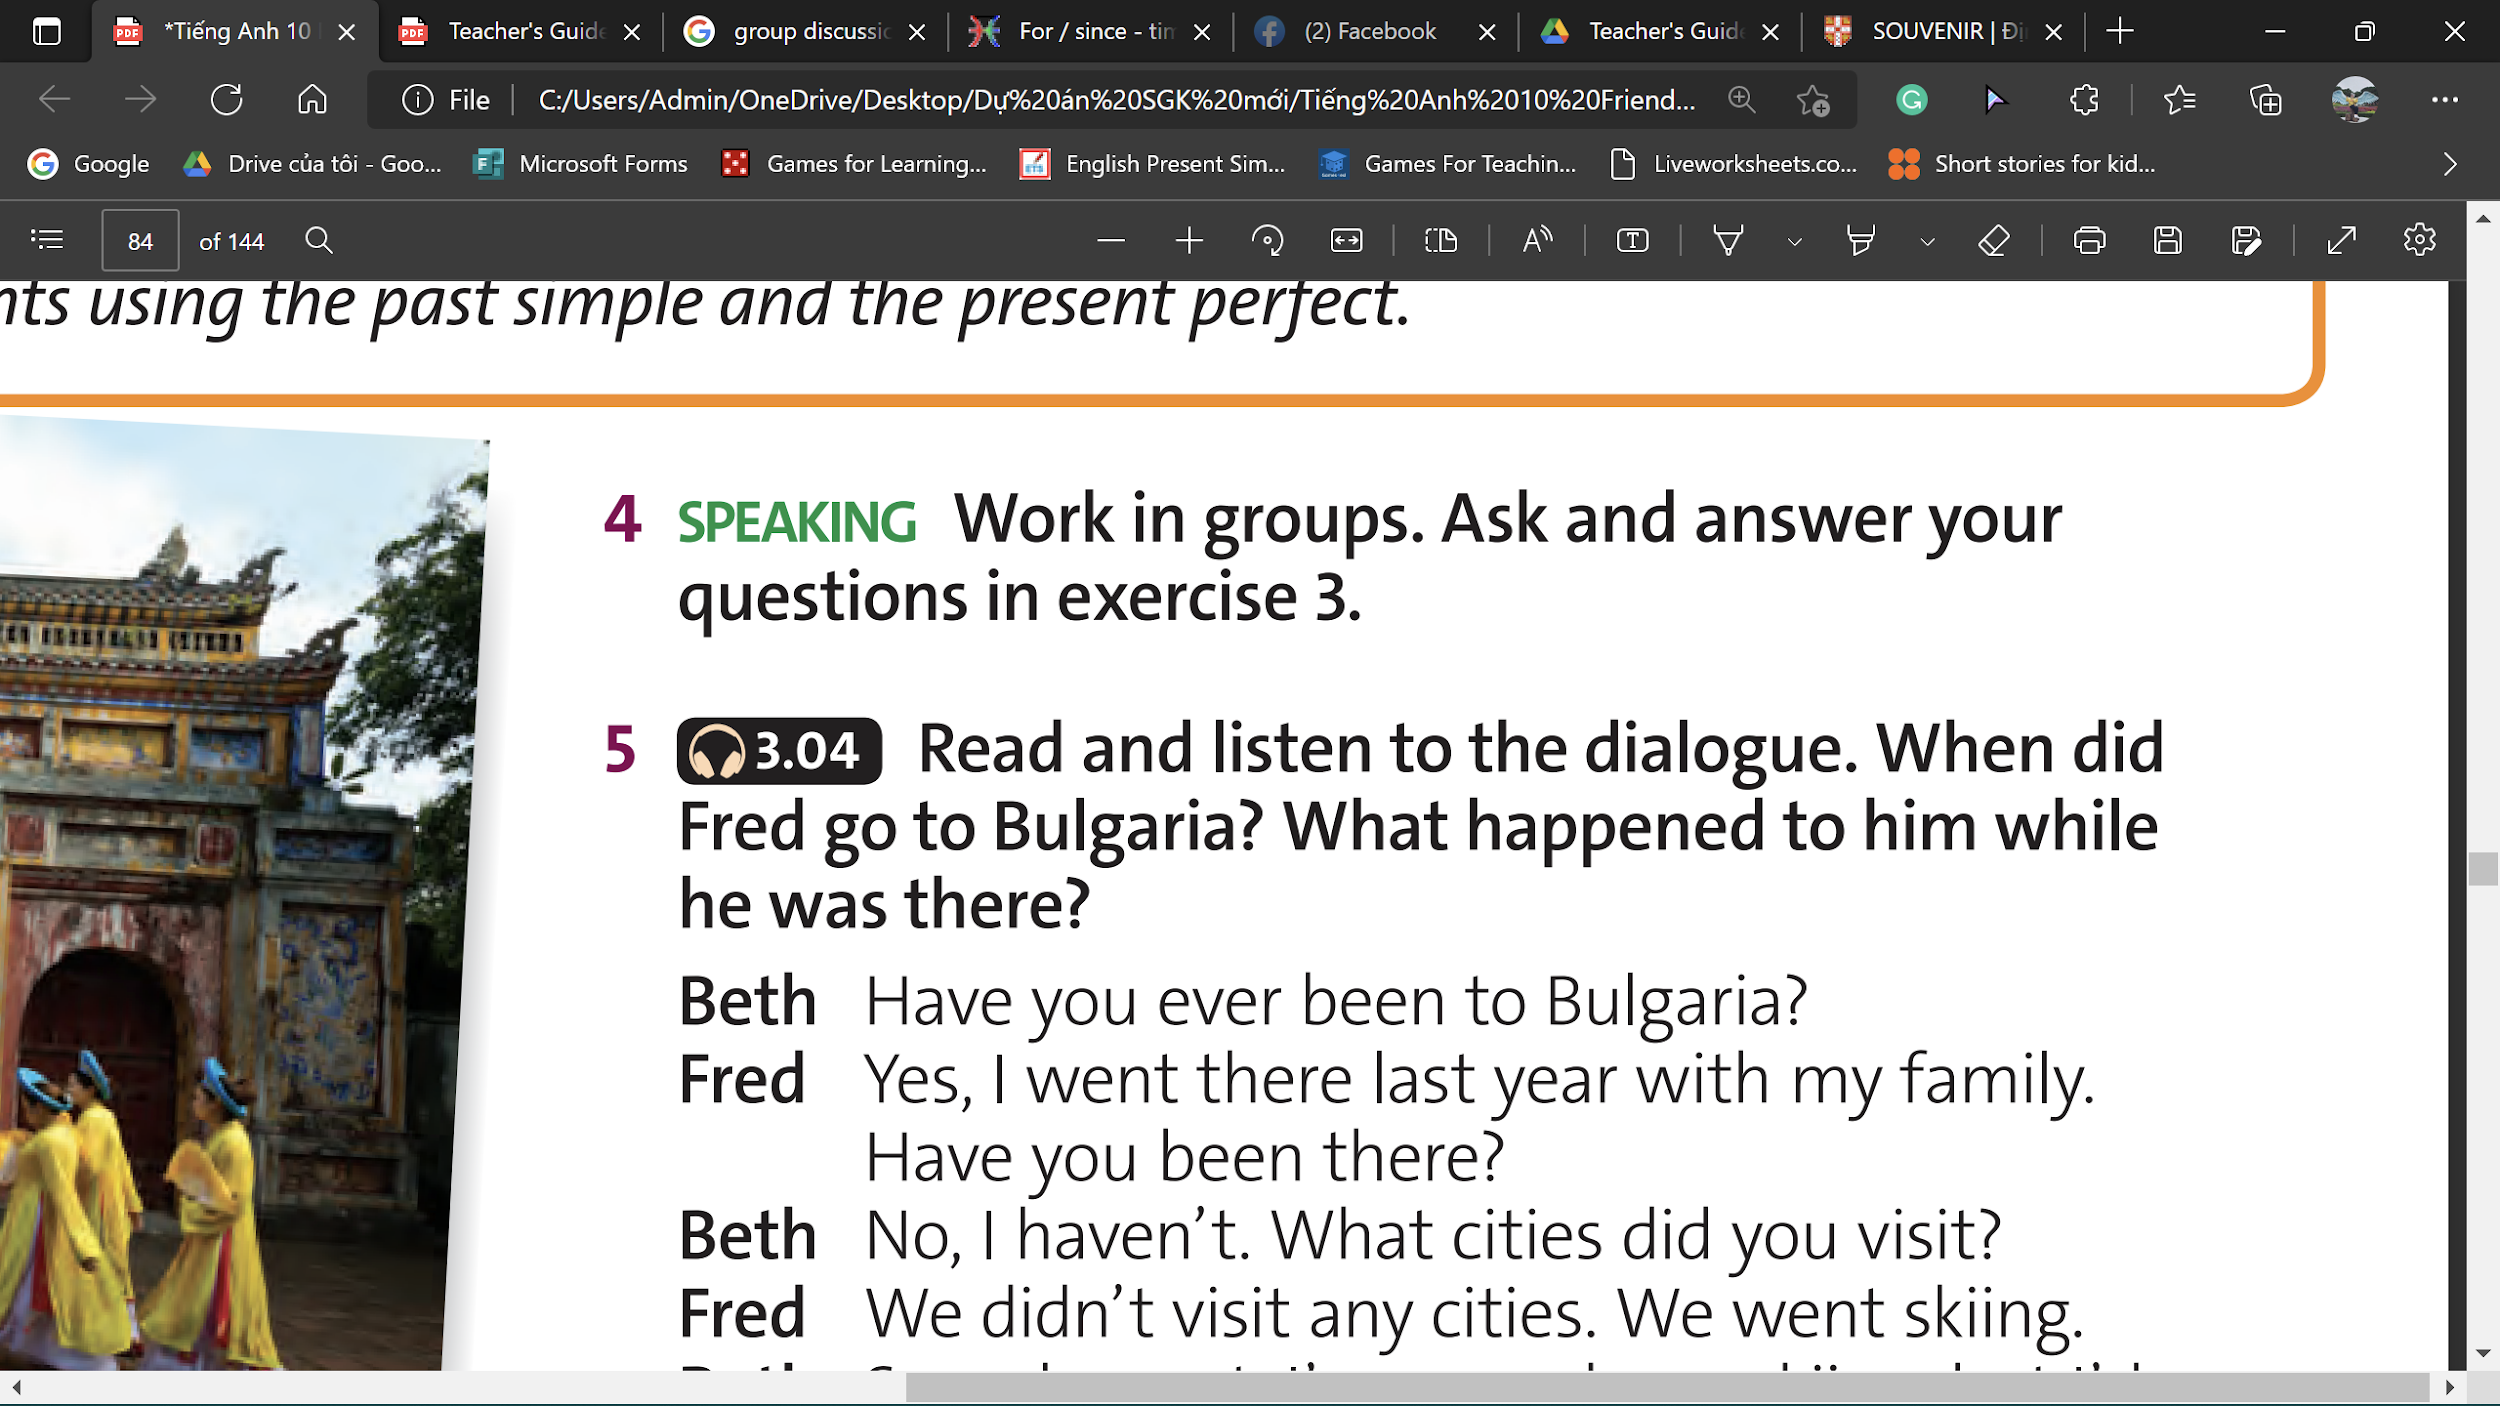 *Tiếng Anh 10
Teacher's Guide
group discussic
For / since - tim
(2) Facebook
Teacher's Guide
SOUVENIR | Đị
File
C:/Users/Admin/OneDrive/Desktop/Dự%20án%20SGK%20mới/Tiếng%20Anh%2010%20Friend...
Google
Drive của tôi - Goo...
Microsoft Forms
Games for Learning...
English Present Sim...
Games For Teachin...
Liveworksheets.co...
Short stories for kid...
84 of 144
nts using the past simple and the present perfect.
4 SPEAKING Work in groups. Ask and answer your
questions in exercise 3.
5 3.04 Read and listen to the dialogue. When did
Fred go to Bulgaria? What happened to him while
he was there?
Beth Have you ever been to Bulgaria?
Fred Yes, I went there last year with my family.
Have you been there?
Beth No, I haven't. What cities did you visit?
Fred We didn't visit any cities. We went skiing.